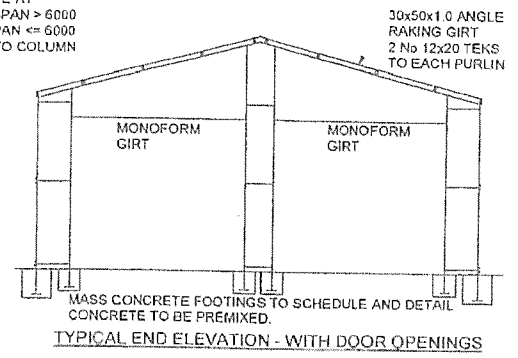 SPAN > 6000
PAN <= 6000
TO COLUMN
30x50x1.0 ANGLE
RAKING GIRT
2 No 12x20 TEKS
TO EACH PURLIN
MONOFORM
GIRT
MONOFORM
GIRT
MASS CONCRETE FOOTINGS TO SCHEDULE AND DETAIL
CONCRETE TO BE PREMIXED.
TYPICAL END ELEVATION - WITH DOOR OPENINGS